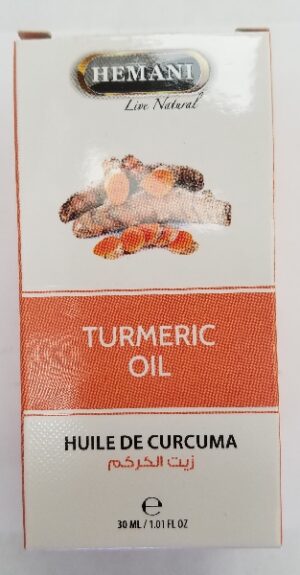 HEMANI
Live Natural
TURMERIC
OIL
HUILE DE CURCUMA
زيت الكركم
e
30 ML / 1.01 FL OZ